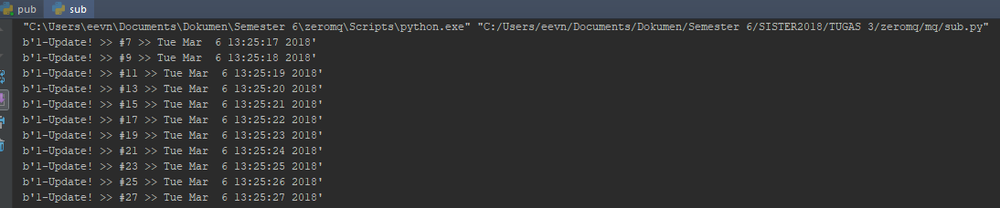 pub sub
"C:\Users\eevn\Documents\Dokumen\Semester 6\zeromq\Scripts\python.exe" "C:/Users/eevn/Documents/Dokumen/Semester 6/SISTER2018/TUGAS 3/zeromq/mq/sub.py"
b'1-Update! >> #7 >> Tue Mar  6 13:25:17 2018'
b'1-Update! >> #9 >> Tue Mar  6 13:25:18 2018'
b'1-Update! >> #11 >> Tue Mar  6 13:25:19 2018'
b'1-Update! >> #13 >> Tue Mar  6 13:25:20 2018'
b'1-Update! >> #15 >> Tue Mar  6 13:25:21 2018'
b'1-Update! >> #17 >> Tue Mar  6 13:25:22 2018'
b'1-Update! >> #19 >> Tue Mar  6 13:25:23 2018'
b'1-Update! >> #21 >> Tue Mar  6 13:25:24 2018'
b'1-Update! >> #23 >> Tue Mar  6 13:25:25 2018'
b'1-Update! >> #25 >> Tue Mar  6 13:25:26 2018'
b'1-Update! >> #27 >> Tue Mar  6 13:25:27 2018'